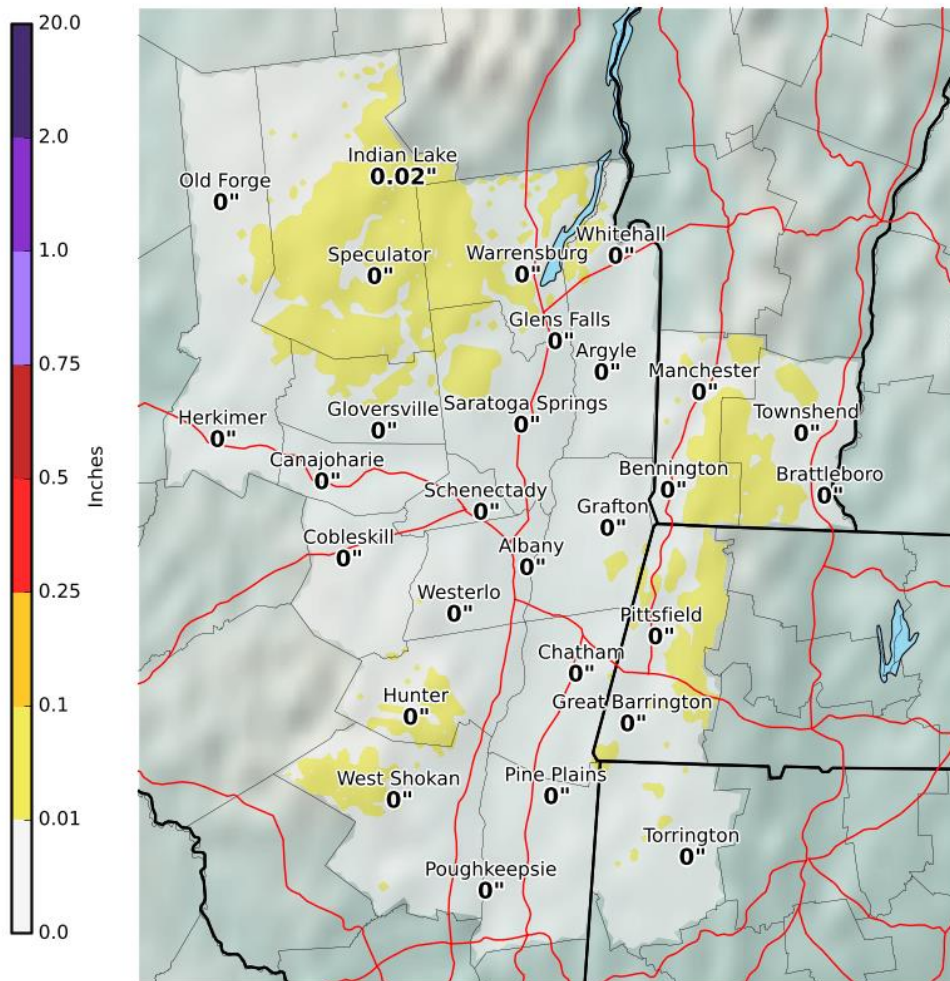 20.0
2.0
1.0
0.75
0.5
0.25
0.1
0.01
0.0
Inches
Indian Lake
0.02"
Old Forge
0"
Whitehall
0"
Speculator
0"
Warrensburg
0"
Glens Falls
0"
Argyle
0"
Manchester
0"
Herkimer
0"
Gloversville
0"
Saratoga Springs
0"
Townshend
0"
Canajoharie
0"
Bennington
0"
Brattleboro
0"
Schenectady
0"
Grafton
0"
Cobleskill
0"
Albany
0"
Westerlo
0"
Pittsfield
0"
Chatham
0"
Hunter
0"
Great Barrington
0"
West Shokan
0"
Pine Plains
0"
Torrington
0"
Poughkeepsie
0"